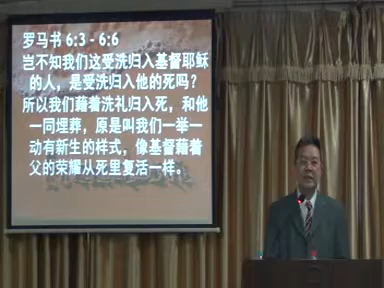 罗马书 6:3 - 6:6
岂不知我们这受洗归入基督耶稣
的人，是受洗归入他的死吗？
所以我们藉着洗礼归入死，和他
一同埋葬，原是叫我们一举一
动有新生的样式，像基督藉着
父的荣耀从死里复活一样。